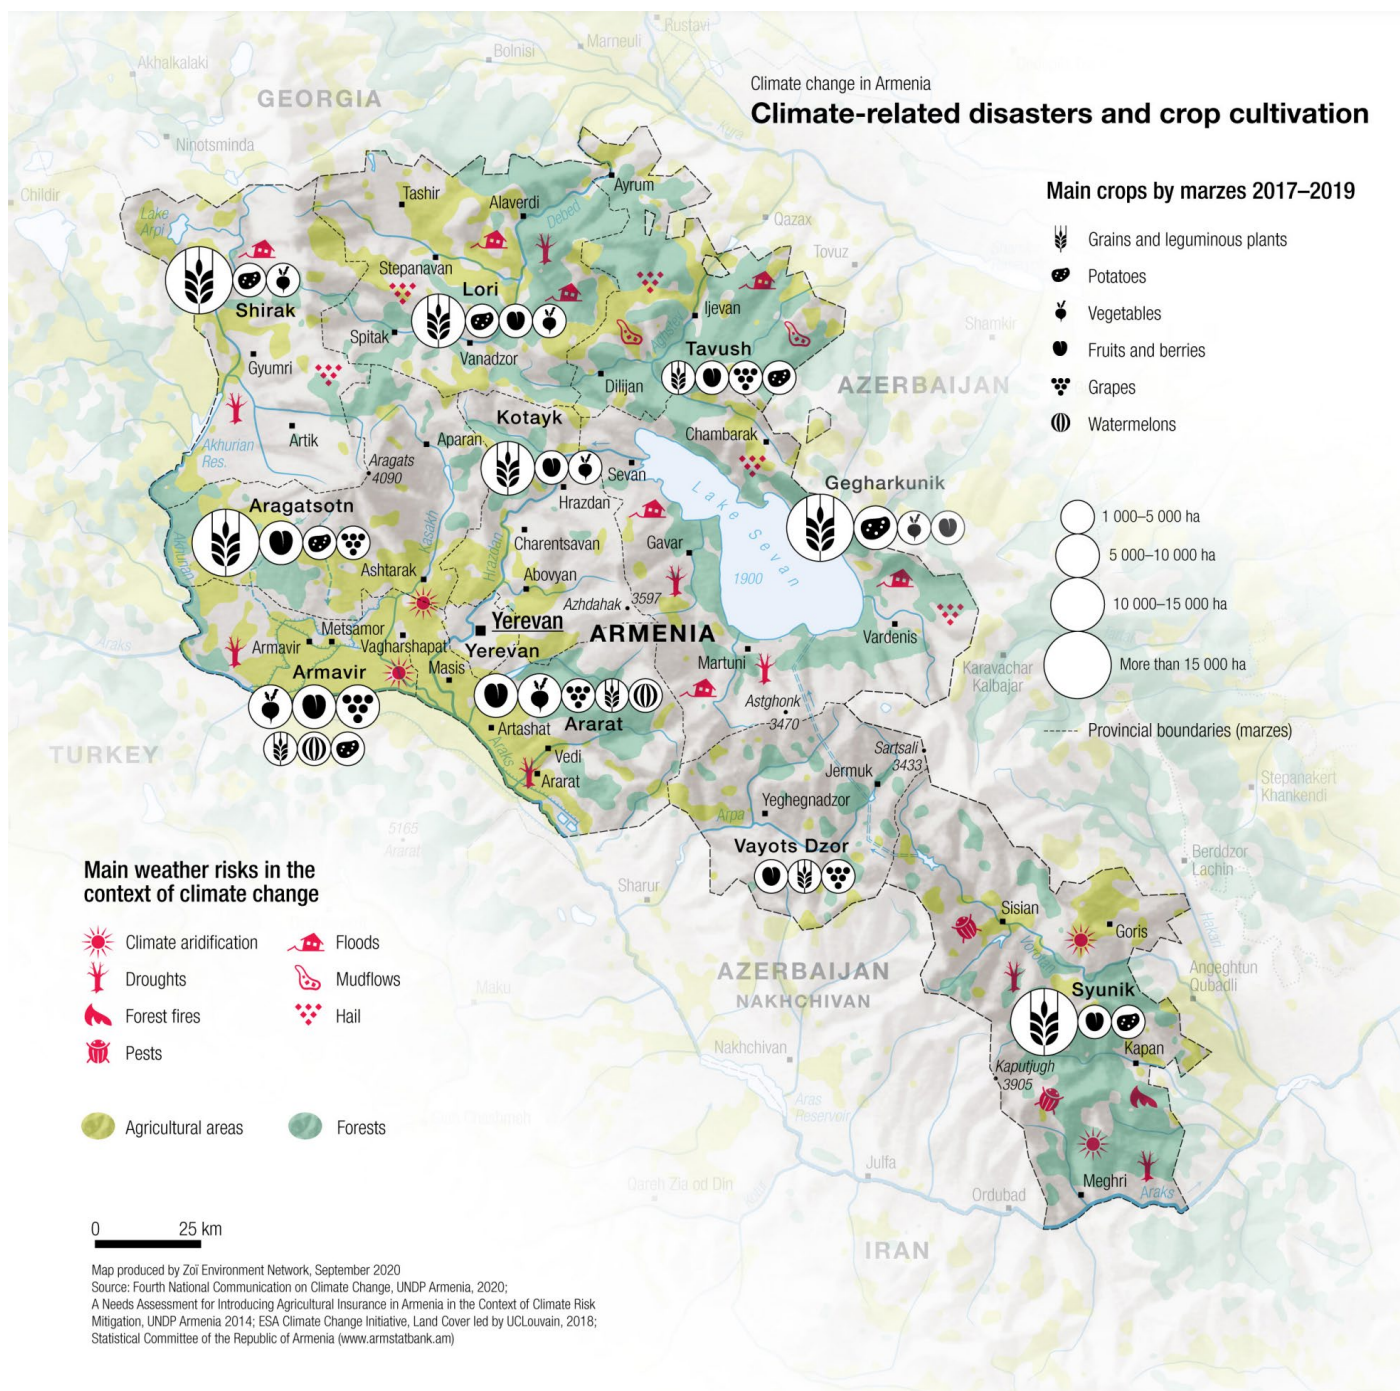 Climate change in Armenia
Climate-related disasters and crop cultivation
Main crops by marzes 2017–2019
Grains and leguminous plants
Potatoes
Vegetables
Fruits and berries
Grapes
Watermelons
1 000–5 000 ha
5 000–10 000 ha
10 000–15 000 ha
More than 15 000 ha
Provincial boundaries (marzes)
Rustavi
Marneuli
Bolnisi
Akhalkalaki
GEORGIA
Kura
Ninotsminda
Childir
Lake
Arpi
Tashir
Alaverdi
Ayrum
Debed
Qazax
Tovuz
Stepanavan
Lori
Shirak
Ijevan
Shamkir
Spitak
Vanadzor
Tavush
Gyumri
Dilijan
AZERBAIJAN
Kotayk
Akhurian
Res.
Artik
Aparan
Aragats
4090
Chambarak
Sevan
Hrazdan
Gegharkunik
Lake Sevan
1900
Aragatsotn
Kasakh
Hrazdan
Charentsavan
Gavar
Akhurian
Ashtarak
Abovyan
Azhdahak
3597
Araks
Armavir
Metsamor
Vagharshapat
Yerevan
Yerevan
ARMENIA
Vardenis
Martuni
Karavachar
Kalbajar
Armavir
Masis
Astghonk
3470
Artashat
Ararat
TURKEY
Araks
Vedi
Ararat
Sartsali
3433
Jermuk
Stepanakert
Khankendi
Yeghegnadzor
Arpa
5165
Ararat
Vayots Dzor
Berddzor
Lachin
Sharur
Sisian
Goris
Hakari
Vorotan
AZERBAIJAN
NAKHCHIVAN
Angeghtun
Qubadli
Maku
Syunik
Nakhchivan
Kapan
Kaputjugh
3905
Aras
Reservoir
Julfa
Meghri
Qareh Zia od Din
Ordubad
Araks
IRAN
Main weather risks in the
context of climate change
Climate aridification
Floods
Droughts
Mudflows
Forest fires
Hail
Pests
Agricultural areas
Forests
0
25 km
Map produced by Zoï Environment Network, September 2020
Source: Fourth National Communication on Climate Change, UNDP Armenia, 2020;
A Needs Assessment for Introducing Agricultural Insurance in Armenia in the Context of Climate Risk
Mitigation, UNDP Armenia 2014; ESA Climate Change Initiative, Land Cover led by UCLouvain, 2018;
Statistical Committee of the Republic of Armenia (www.armstatbank.am)